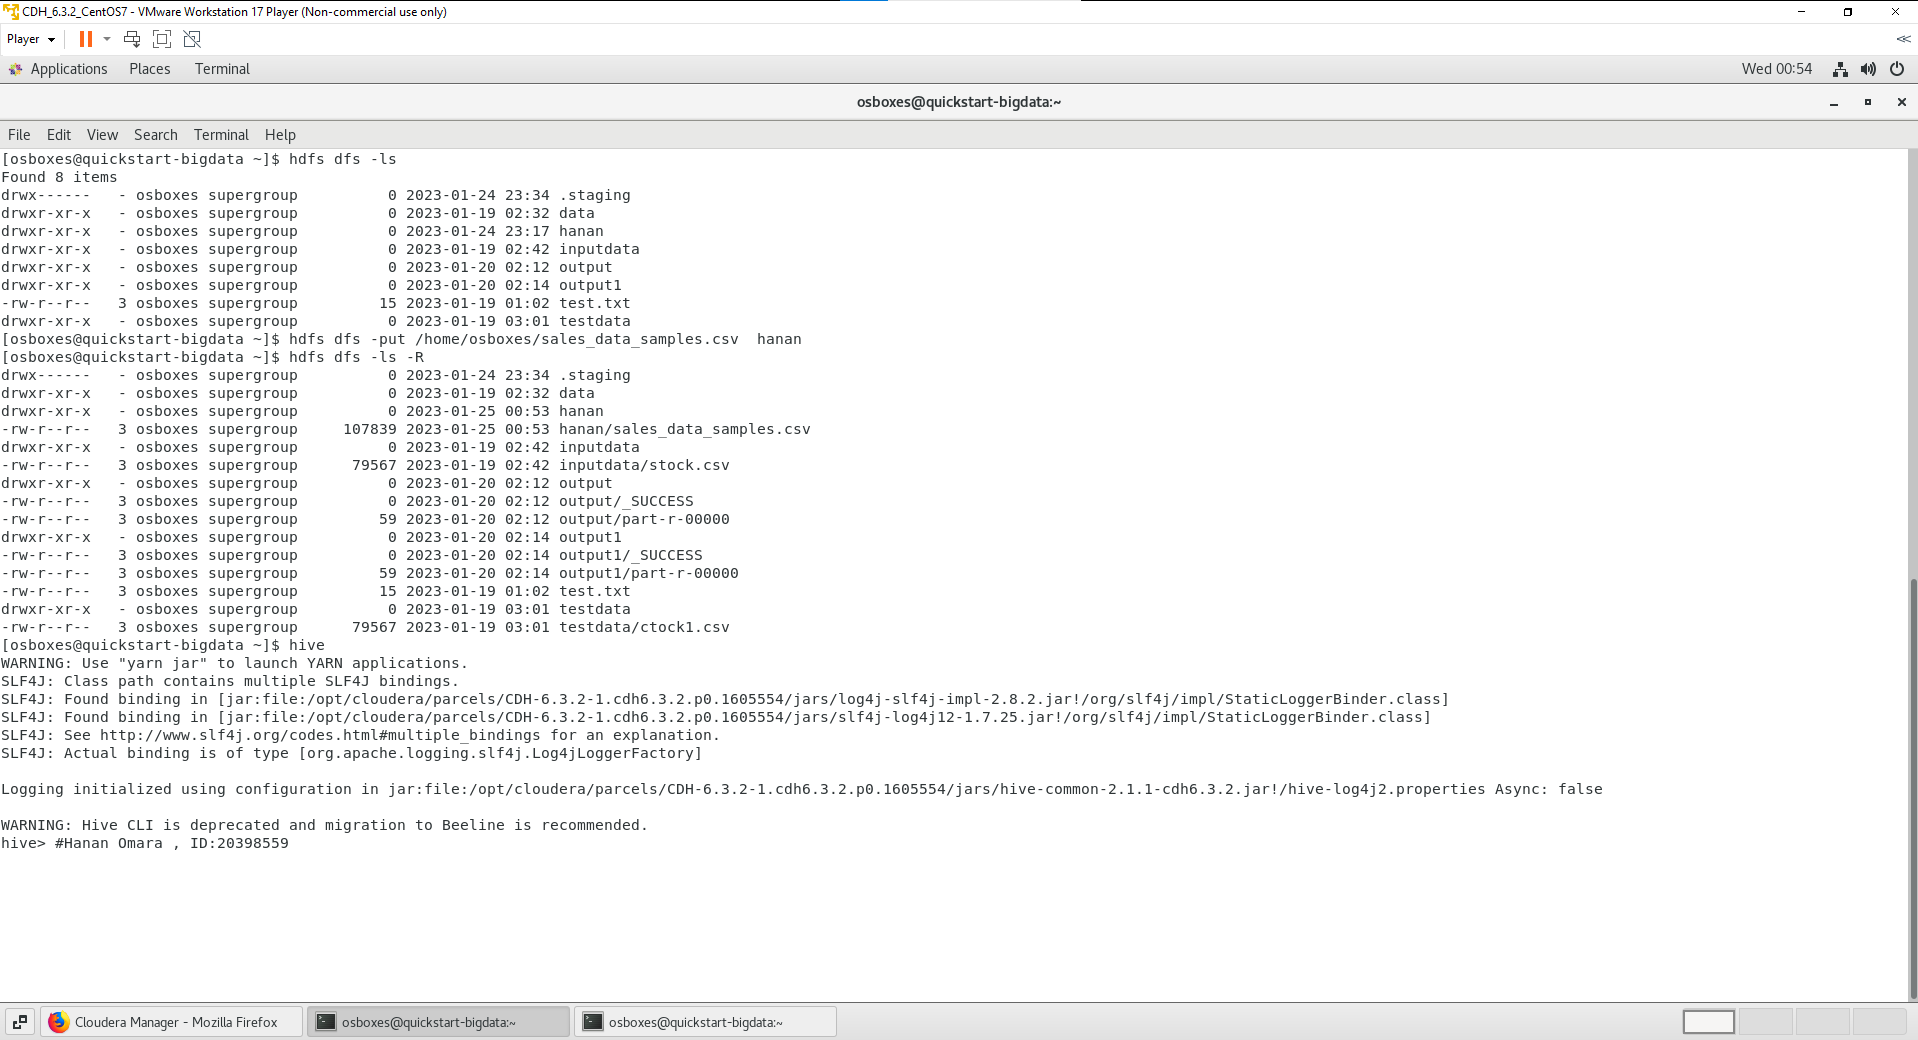 CDH_6.3.2_CentOS7 - VMware Workstation 17 Player (Non-commercial use only)
Player
Applications Places Terminal Wed 00:54
osboxes@quickstart-bigdata:~
File Edit View Search Terminal Help
[osboxes@quickstart-bigdata ~]$ hdfs dfs -ls
Found 8 items
drwx------   - osboxes supergroup          0 2023-01-24 23:34 .staging
drwxr-xr-x   - osboxes supergroup          0 2023-01-19 02:32 data
drwxr-xr-x   - osboxes supergroup          0 2023-01-24 23:17 hanan
drwxr-xr-x   - osboxes supergroup          0 2023-01-19 02:42 inputdata
drwxr-xr-x   - osboxes supergroup          0 2023-01-20 02:12 output
drwxr-xr-x   - osboxes supergroup          0 2023-01-20 02:14 output1
-rw-r--r--   3 osboxes supergroup         15 2023-01-19 01:02 test.txt
drwxr-xr-x   - osboxes supergroup          0 2023-01-19 03:01 testdata
[osboxes@quickstart-bigdata ~]$ hdfs dfs -put /home/osboxes/sales_data_samples.csv  hanan
[osboxes@quickstart-bigdata ~]$ hdfs dfs -ls -R
drwx------   - osboxes supergroup          0 2023-01-24 23:34 .staging
drwxr-xr-x   - osboxes supergroup          0 2023-01-19 02:32 data
drwxr-xr-x   - osboxes supergroup          0 2023-01-25 00:53 hanan
-rw-r--r--   3 osboxes supergroup     107839 2023-01-25 00:53 hanan/sales_data_samples.csv
drwxr-xr-x   - osboxes supergroup          0 2023-01-19 02:42 inputdata
-rw-r--r--   3 osboxes supergroup      79567 2023-01-19 02:42 inputdata/stock.csv
drwxr-xr-x   - osboxes supergroup          0 2023-01-20 02:12 output
-rw-r--r--   3 osboxes supergroup          0 2023-01-20 02:12 output/_SUCCESS
-rw-r--r--   3 osboxes supergroup         59 2023-01-20 02:12 output/part-r-00000
drwxr-xr-x   - osboxes supergroup          0 2023-01-20 02:14 output1
-rw-r--r--   3 osboxes supergroup          0 2023-01-20 02:14 output1/_SUCCESS
-rw-r--r--   3 osboxes supergroup         59 2023-01-20 02:14 output1/part-r-00000
-rw-r--r--   3 osboxes supergroup         15 2023-01-19 01:02 test.txt
drwxr-xr-x   - osboxes supergroup          0 2023-01-19 03:01 testdata
-rw-r--r--   3 osboxes supergroup      79567 2023-01-19 03:01 testdata/ctock1.csv
[osboxes@quickstart-bigdata ~]$ hive
WARNING: Use "yarn jar" to launch YARN applications.
SLF4J: Class path contains multiple SLF4J bindings.
SLF4J: Found binding in [jar:file:/opt/cloudera/parcels/CDH-6.3.2-1.cdh6.3.2.p0.1605554/jars/log4j-slf4j-impl-2.8.2.jar!/org/slf4j/impl/StaticLoggerBinder.class]
SLF4J: Found binding in [jar:file:/opt/cloudera/parcels/CDH-6.3.2-1.cdh6.3.2.p0.1605554/jars/slf4j-log4j12-1.7.25.jar!/org/slf4j/impl/StaticLoggerBinder.class]
SLF4J: See http://www.slf4j.org/codes.html#multiple_bindings for an explanation.
SLF4J: Actual binding is of type [org.apache.logging.slf4j.Log4jLoggerFactory]
Logging initialized using configuration in jar:file:/opt/cloudera/parcels/CDH-6.3.2-1.cdh6.3.2.p0.1605554/jars/hive-common-2.1.1-cdh6.3.2.jar!/hive-log4j2.properties Async: false
WARNING: Hive CLI is deprecated and migration to Beeline is recommended.
hive> #Hanan Omara , ID:20398559
Cloudera Manager - Mozilla Firefox osboxes@quickstart-bigdata:~ osboxes@quickstart-bigdata:~